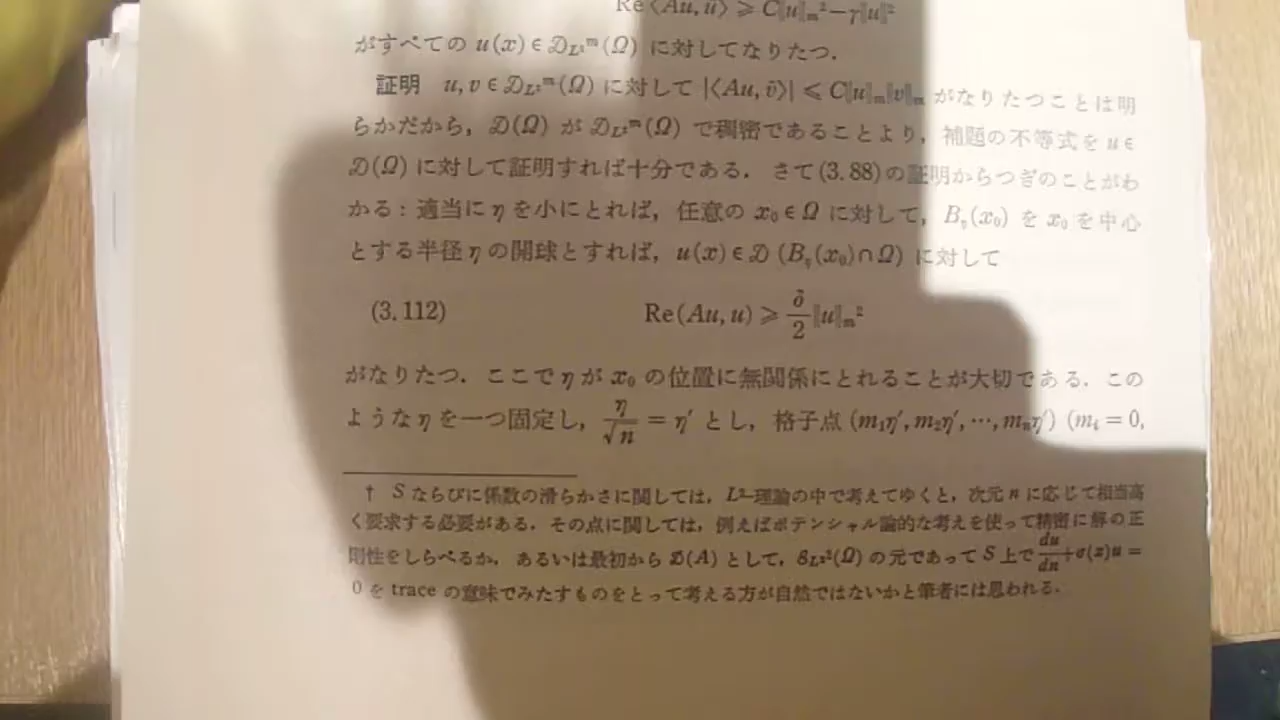 Re⟨Au, ū⟩ ≥ C‖u‖ₘ²−γ‖u‖²
がすべての u(x)∈𝒟_{L²}^m(Ω) に対してなりたつ.
証明 u, v∈𝒟_{L²}^m(Ω) に対して |⟨Au, v̄⟩| ≤ C‖u‖ₘ‖v‖ₘ がなりたつことは明
らかだから, 𝒟(Ω) が 𝒟_{L²}^m(Ω) で稠密であることより, 補題の不等式を u∈
𝒟(Ω) に対して証明すれば十分である. さて(3.88)の証明からつぎのことがわ
かる：適当に η を小にとれば, 任意の x₀∈Ω に対して, B_η(x₀) を x₀ を中心
とする半径 η の開球とすれば, u(x)∈𝒟(B_η(x₀)∩Ω) に対して
(3.112) Re(Au, u) ≥ δ/2 ‖u‖ₘ²
がなりたつ. ここで η が x₀ の位置に無関係にとれることが大切である. この
ような η を一つ固定し, η/√n = η′ とし, 格子点 (m₁η′, m₂η′, …, mₙη′) (mᵢ=0,
† S ならびに係数の滑らかさに関しては, L²-理論の中で考えてゆくと, 次元 n に応じて相当高
く要求する必要がある. その点に関しては, 例えばポテンシャル論的な考えを使って精密に解の正
則性をしらべるか, あるいは最初から 𝒟(A) として, ℰ_{L²}²(Ω) の元であって S 上で du/dn+σ(x)u=
0 を trace の意味でみたすものをとって考える方が自然ではないかと筆者には思われる.